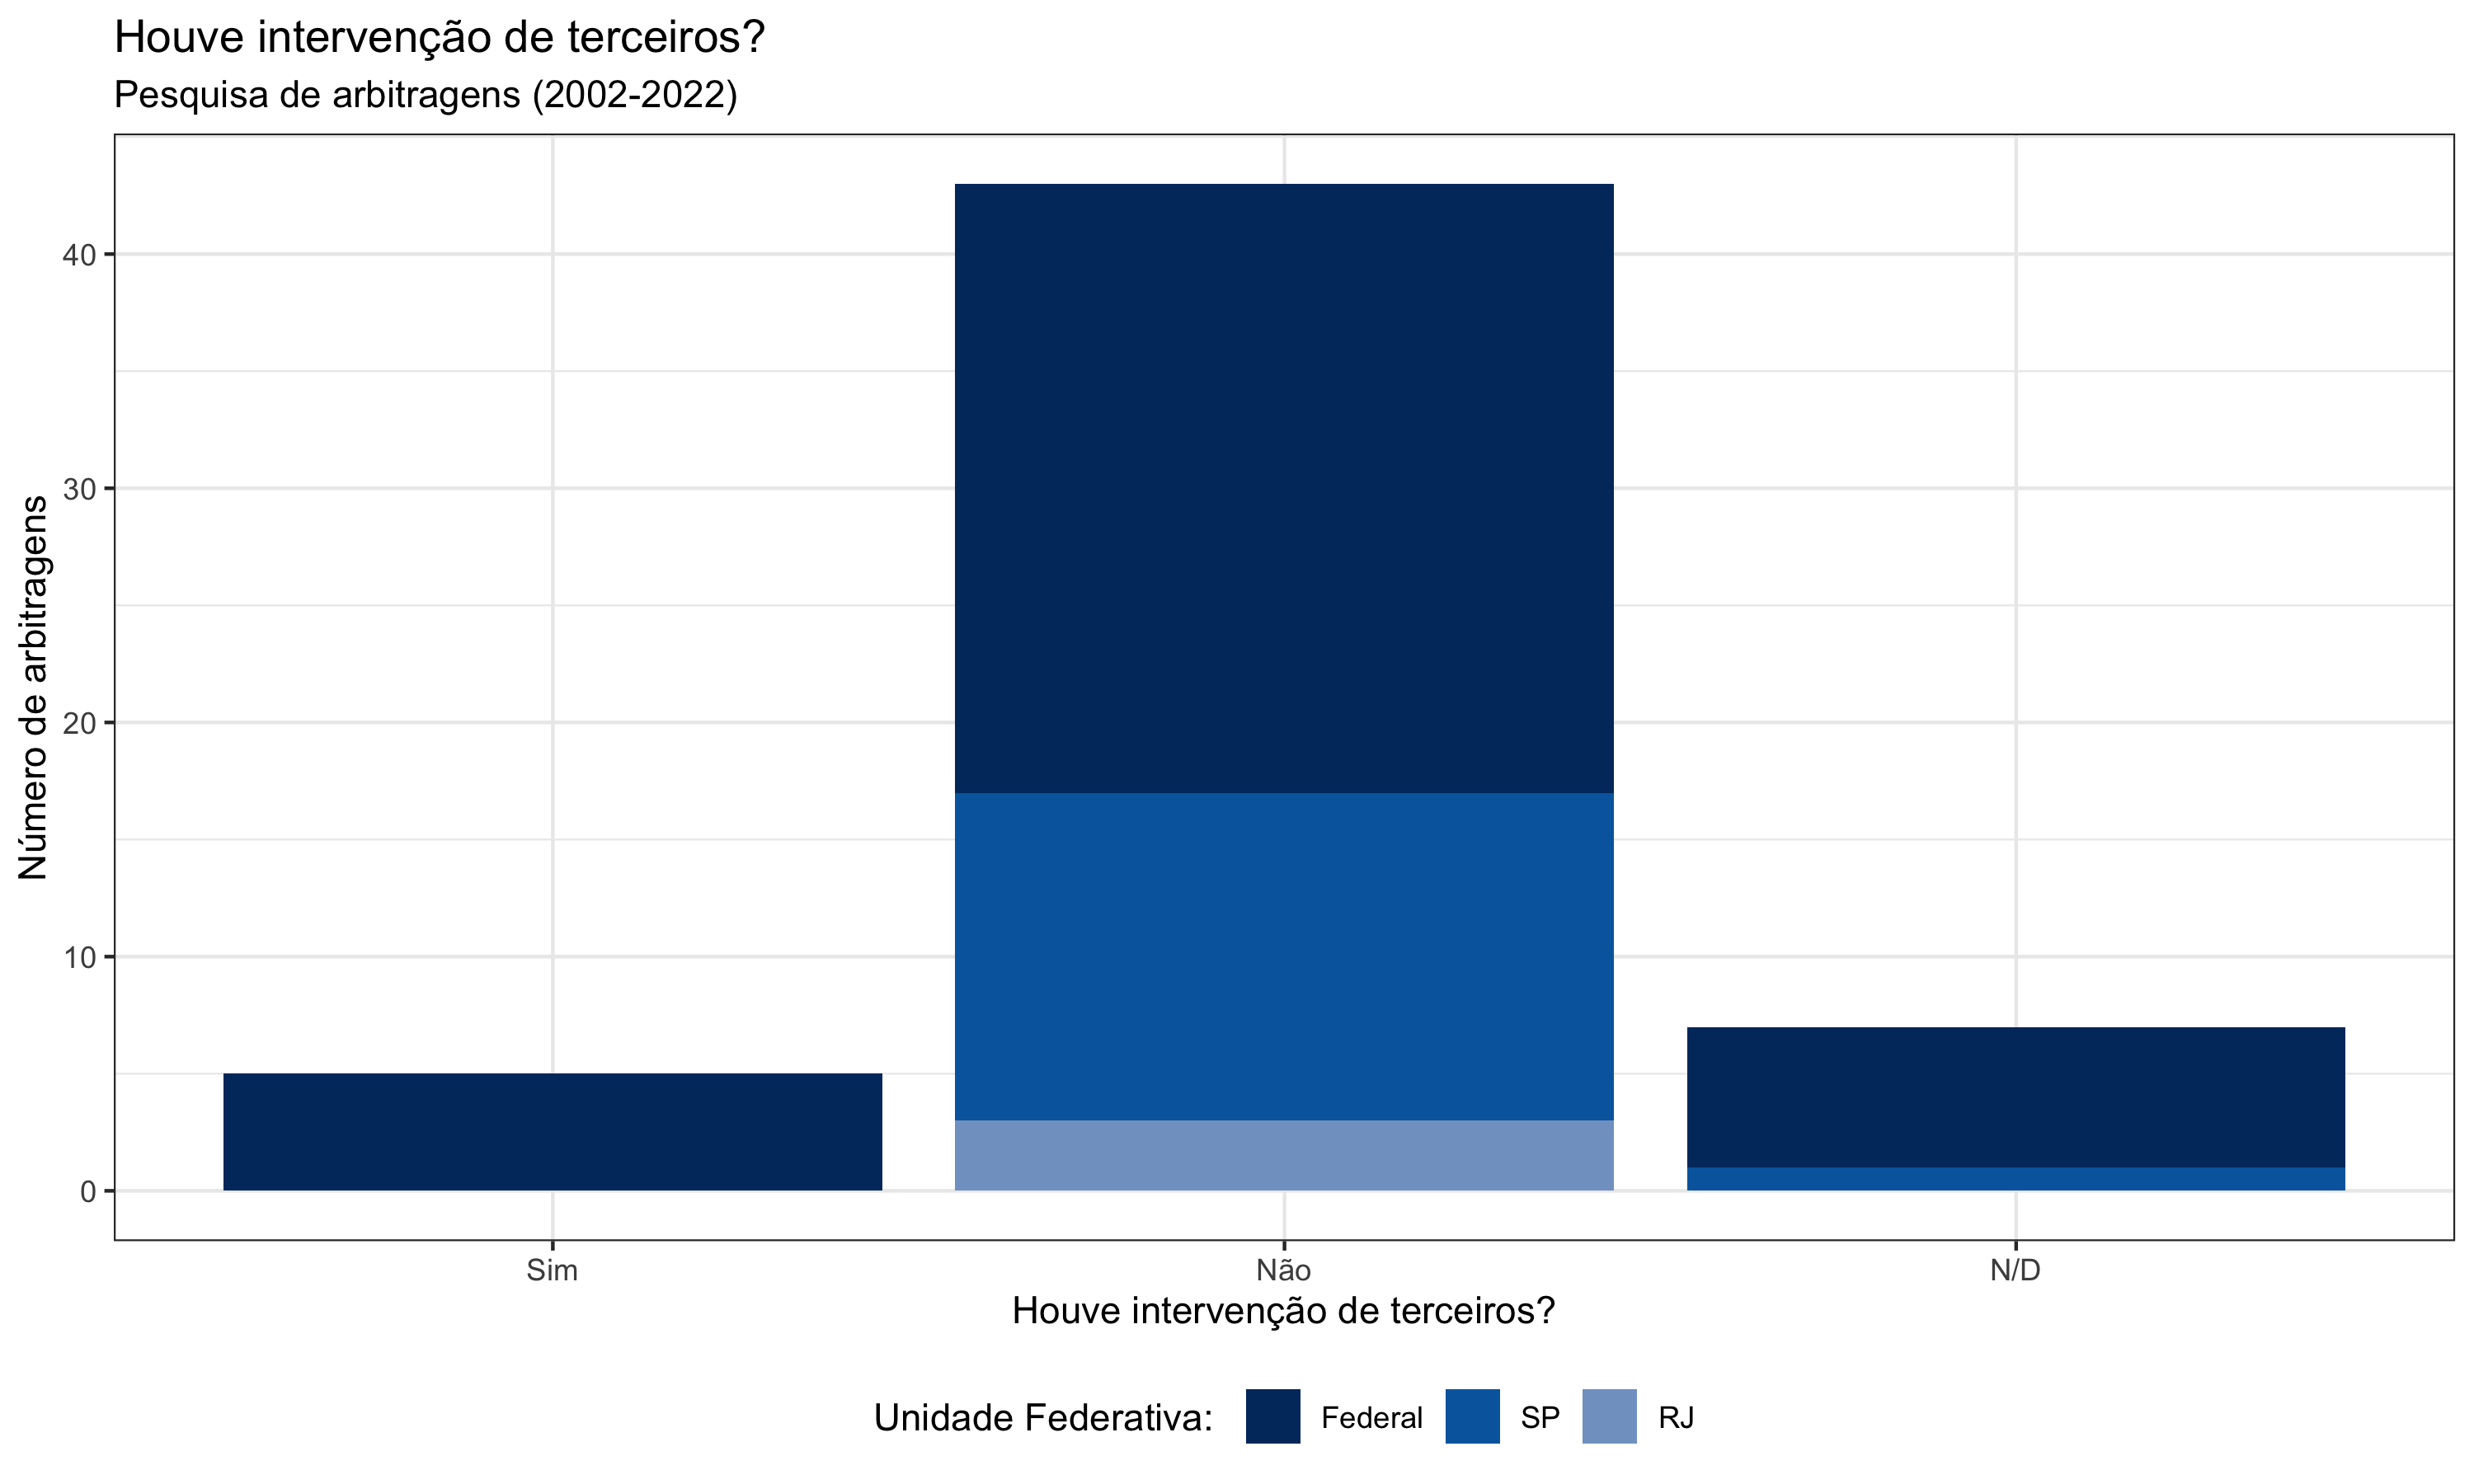 Houve intervenção de terceiros?
Pesquisa de arbitragens (2002-2022)
Número de arbitragens
40
30
20
10
0
Sim Não N/D
Houve intervenção de terceiros?
Unidade Federativa: Federal SP RJ